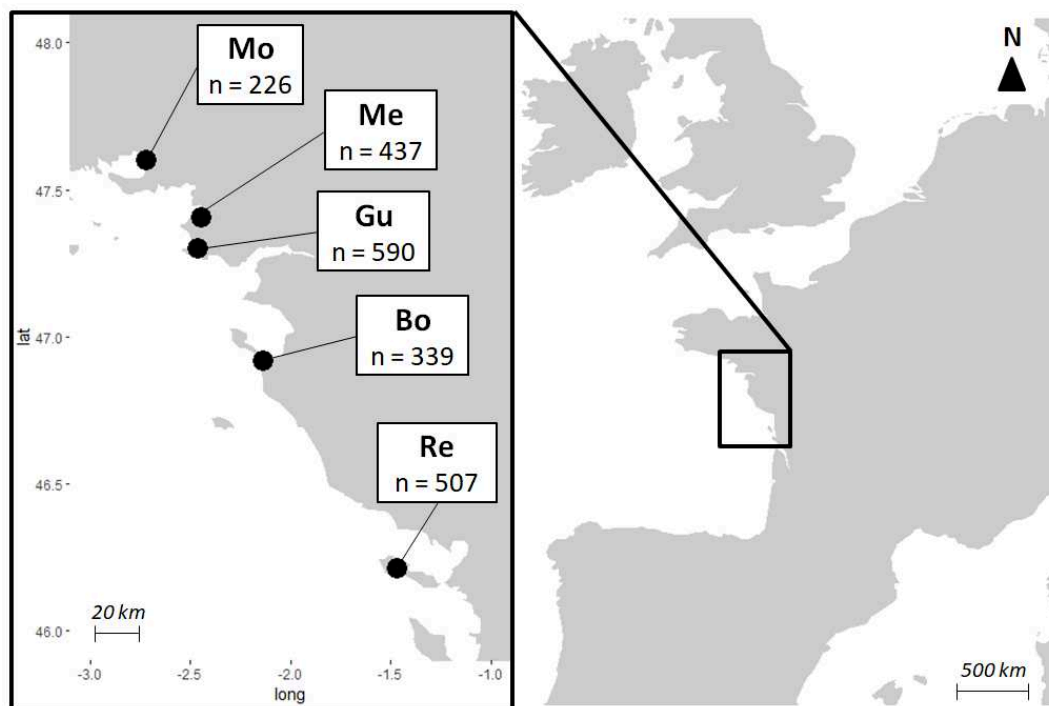 48.0
Mo
n = 226
Me
n = 437
47.5
Gu
n = 590
Bo
n = 339
lat
47.0
46.5
Re
n = 507
20 km
46.0
-3.0 -2.5 -2.0 -1.5 -1.0
long
N
500 km